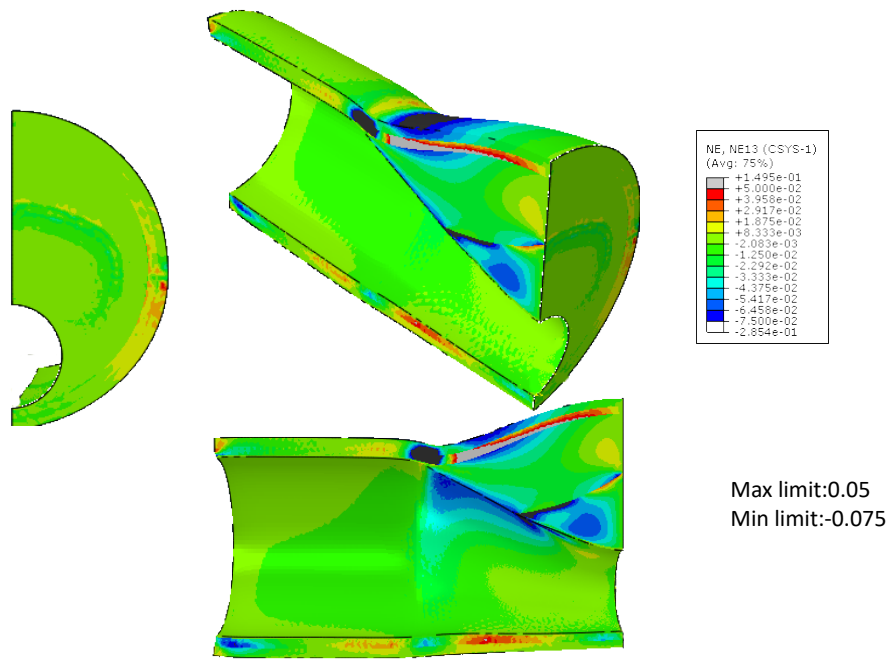 NE, NE13 (CSYS-1)
(Avg: 75%)
+1.495e-01
+5.000e-02
+3.958e-02
+2.917e-02
+1.875e-02
+8.333e-03
-2.083e-03
-1.250e-02
-2.292e-02
-3.333e-02
-4.375e-02
-5.417e-02
-6.458e-02
-7.500e-02
-2.854e-01
Max limit:0.05
Min limit:-0.075